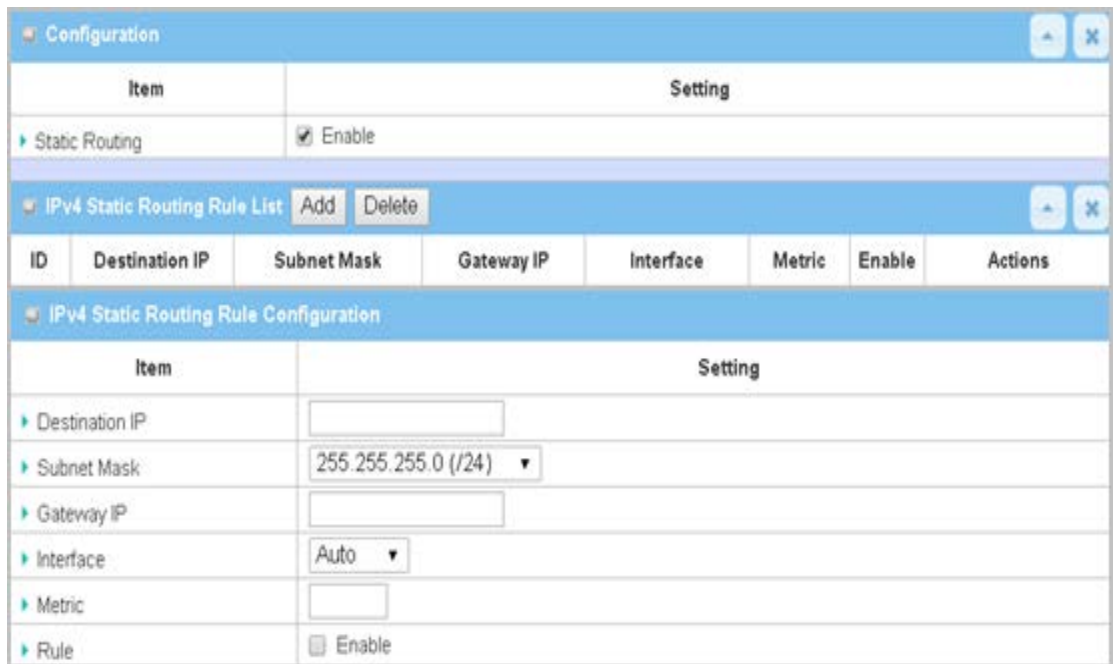 Configuration
Item Setting
Static Routing Enable
IPv4 Static Routing Rule List Add Delete
ID Destination IP Subnet Mask Gateway IP Interface Metric Enable Actions
IPv4 Static Routing Rule Configuration
Item Setting
Destination IP
Subnet Mask 255.255.255.0 (/24)
Gateway IP
Interface Auto
Metric
Rule Enable